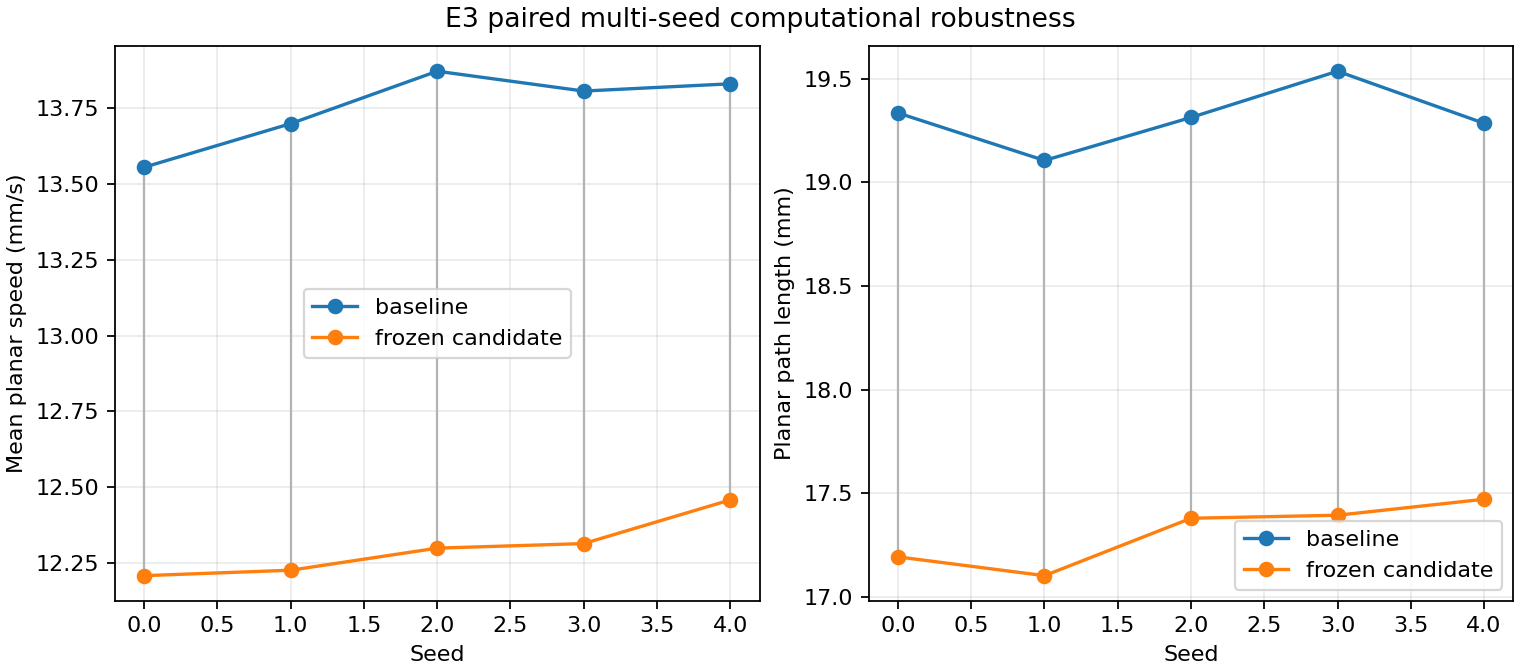 E3 paired multi-seed computational robustness
Mean planar speed (mm/s)
13.75
13.50
13.25
13.00
12.75
12.50
12.25
baseline
frozen candidate
0.0 0.5 1.0 1.5 2.0 2.5 3.0 3.5 4.0
Seed
Planar path length (mm)
19.5
19.0
18.5
18.0
17.5
17.0
baseline
frozen candidate
0.0 0.5 1.0 1.5 2.0 2.5 3.0 3.5 4.0
Seed